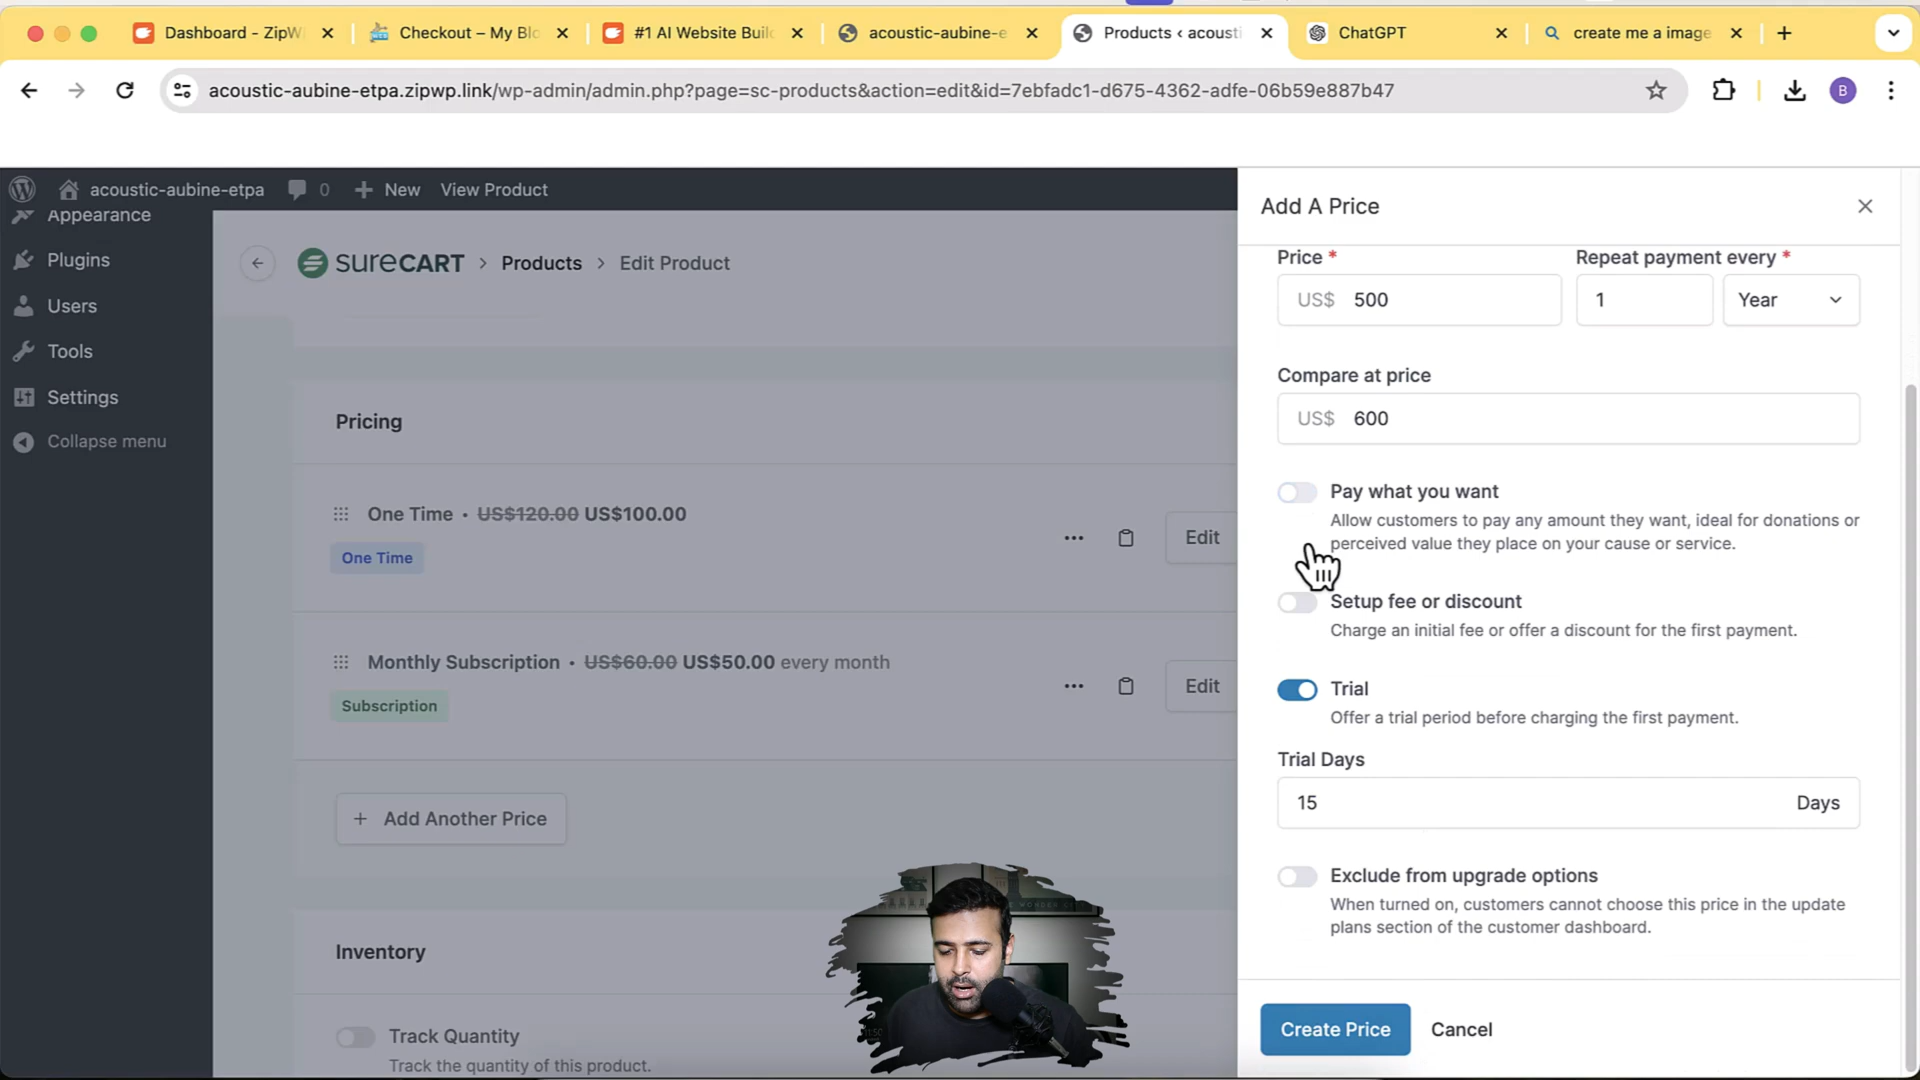 Dashboard - ZipW
Checkout – My Blo
#1 AI Website Buil
acoustic-aubine-e
Products ‹ acousti
ChatGPT
create me a image
acoustic-aubine-etpa.zipwp.link/wp-admin/admin.php?page=sc-products&action=edit&id=7ebfadc1-d675-4362-adfe-06b59e887b47
B
acoustic-aubine-etpa
0
New
View Product
Appearance
Plugins
Users
Tools
Settings
Collapse menu
SURECART
Products
Edit Product
Pricing
One Time • US$120.00 US$100.00
One Time
Edit
Monthly Subscription • US$60.00 US$50.00 every month
Subscription
Edit
+ Add Another Price
Inventory
Track Quantity
Track the quantity of this product.
Add A Price
Price *
Repeat payment every *
US$ 500
1
Year
Compare at price
US$ 600
Pay what you want
Allow customers to pay any amount they want, ideal for donations or
perceived value they place on your cause or service.
Setup fee or discount
Charge an initial fee or offer a discount for the first payment.
Trial
Offer a trial period before charging the first payment.
Trial Days
15
Days
Exclude from upgrade options
When turned on, customers cannot choose this price in the update
plans section of the customer dashboard.
Create Price
Cancel